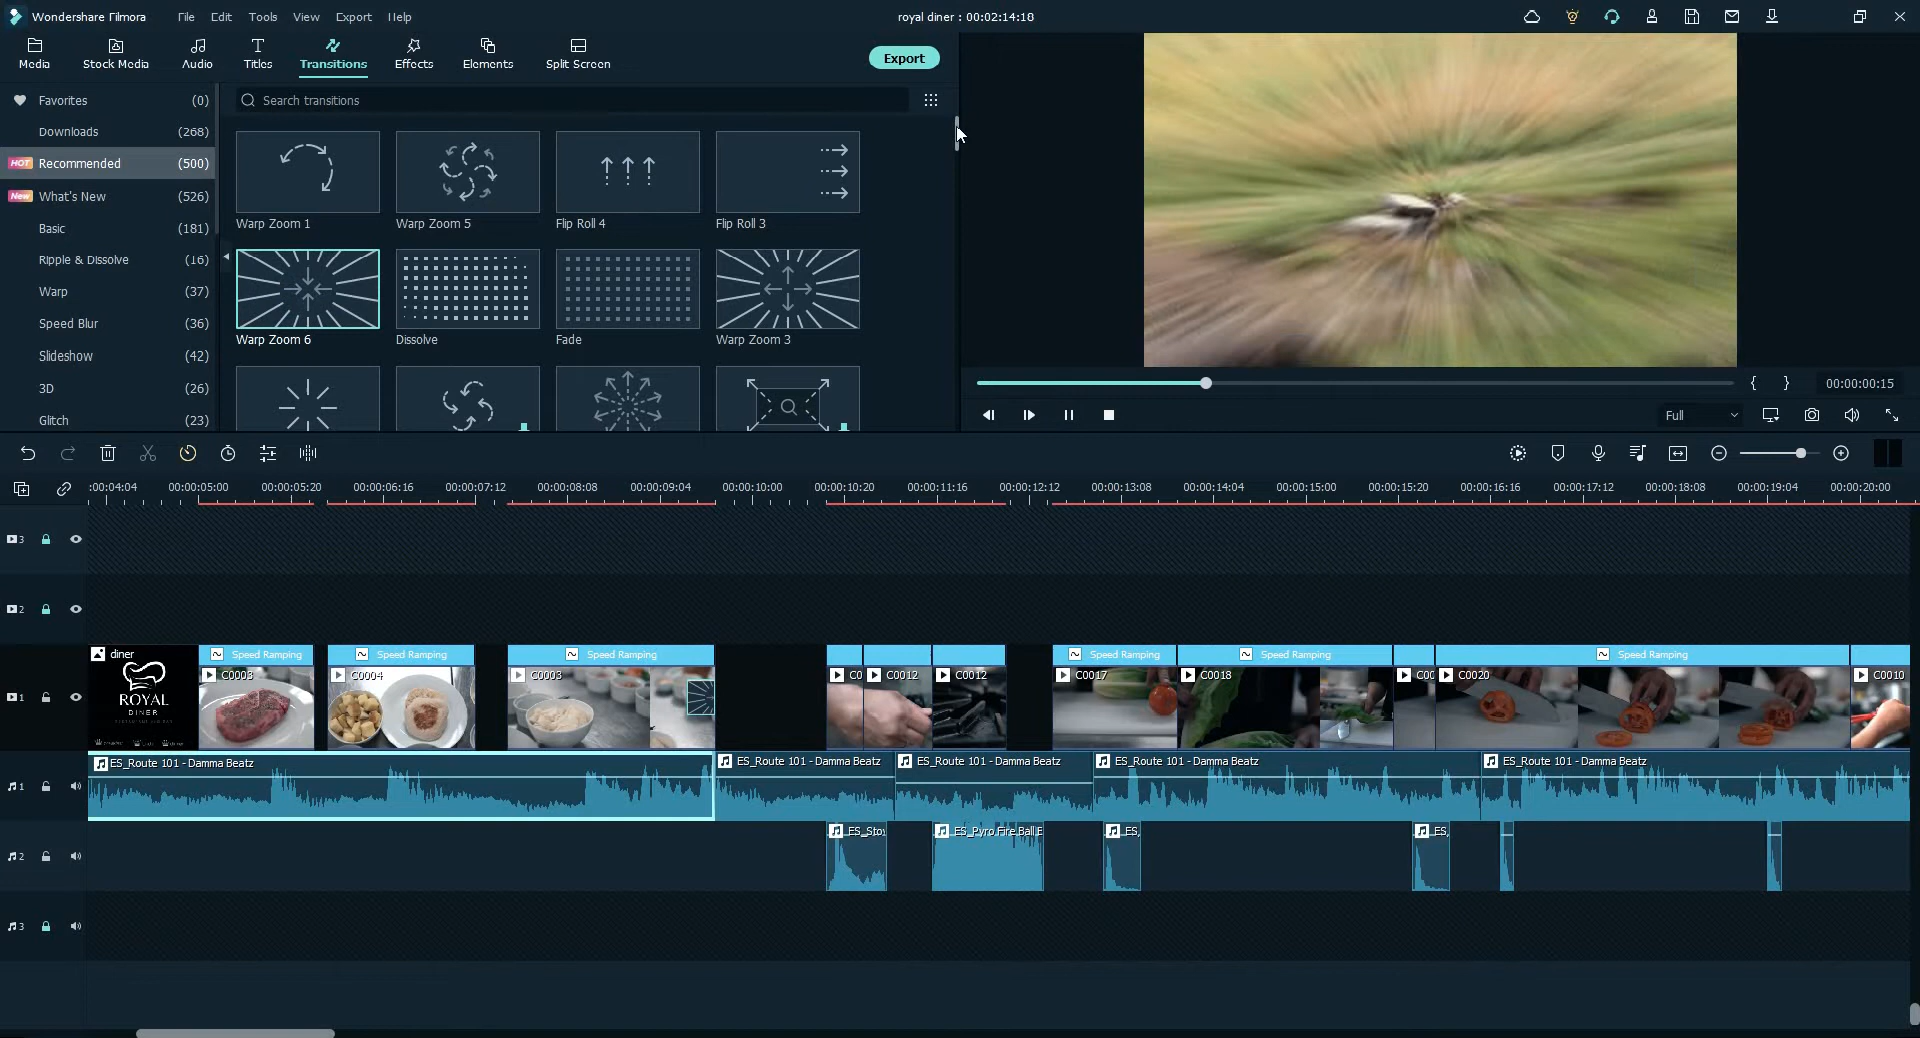 Wondershare Filmora File Edit Tools View Export Help royal diner : 00:02:14:18
Media Stock Media Audio Titles Transitions Effects Elements Split Screen Export
Favorites (0)
Search transitions
Downloads (268)
HOT Recommended (500)
New What's New (526)
Basic (181)
Ripple & Dissolve (16)
Warp (37)
Speed Blur (36)
Slideshow (42)
3D (26)
Glitch (23)
Warp Zoom 1 Warp Zoom 5 Flip Roll 4 Flip Roll 3
Warp Zoom 6 Dissolve Fade Warp Zoom 3
{ } 00:00:00:15
Full
:00:04:04 00:00:05:00 00:00:05:20 00:00:06:16 00:00:07:12 00:00:08:08 00:00:09:04 00:00:10:00 00:00:10:20 00:00:11:16 00:00:12:12 00:00:13:08 00:00:14:04 00:00:15:00 00:00:15:20 00:00:16:16 00:00:17:12 00:00:18:08 00:00:19:04 00:00:20:00
3
2
diner Speed Ramping Speed Ramping Speed Ramping Speed Ramping Speed Ramping Speed Ramping
1 C0003 C0004 C0003 C0 C0012 C0012 C0017 C0018 C00 C0020 C0010
ROYAL
DINER
1 ES_Route 101 - Damma Beatz ES_Route 101 - Damma Beatz ES_Route 101 - Damma Beatz ES_Route 101 - Damma Beatz ES_Route 101 - Damma Beatz
2 ES_Sto ES_Pyro Fire Ball E ES_ ES_
3